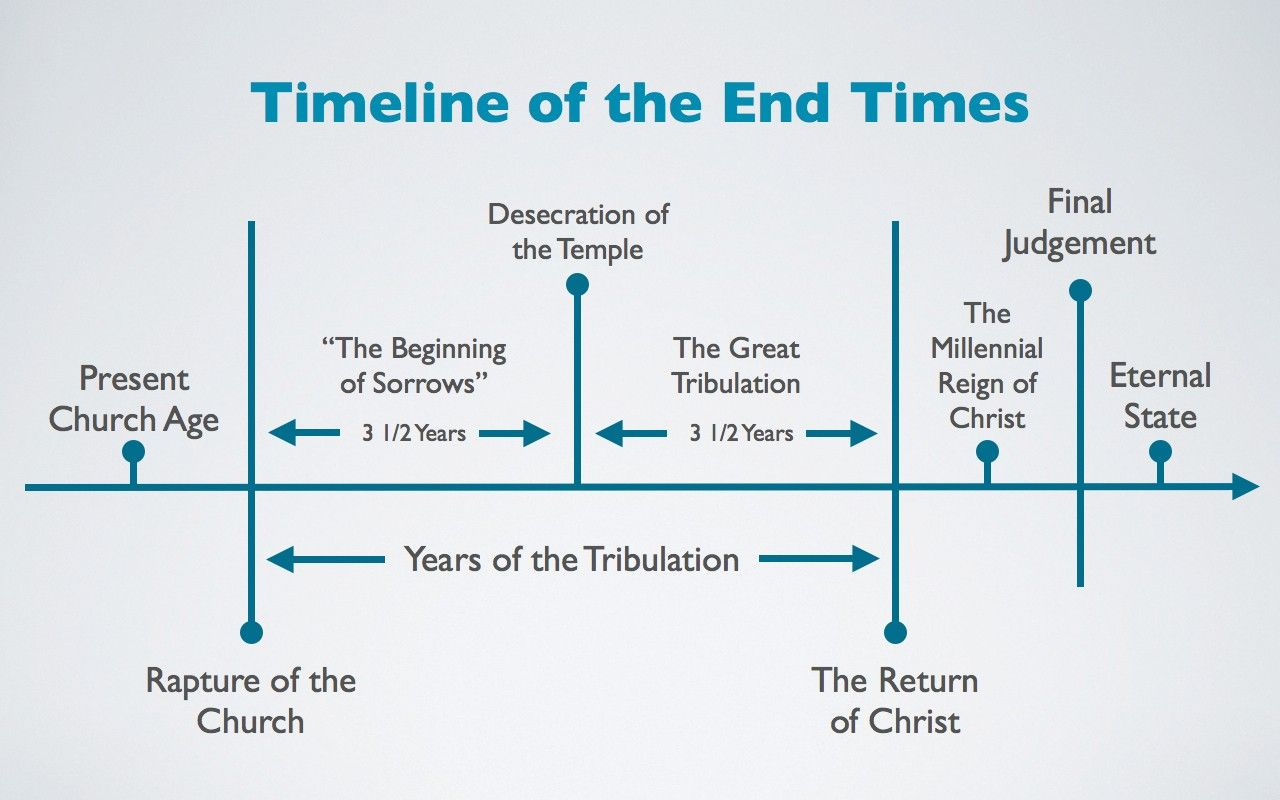 Timeline of the End Times
Present
Church Age
“The Beginning
of Sorrows”
3 1/2 Years
Desecration of
the Temple
The Great
Tribulation
3 1/2 Years
The
Millennial
Reign of
Christ
Final
Judgement
Eternal
State
Years of the Tribulation
Rapture of the
Church
The Return
of Christ